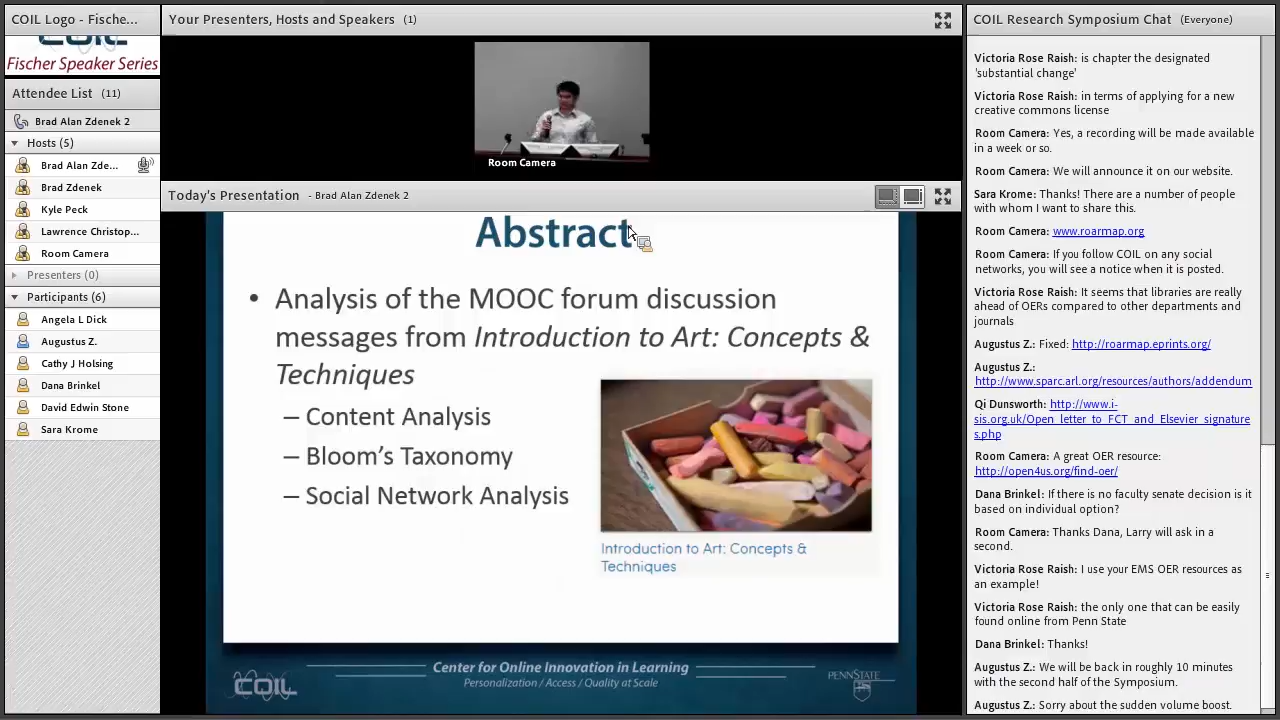 COIL Logo - Fische...
COIL
Fischer Speaker Series
Attendee List (11)
Brad Alan Zdenek 2
Hosts (5)
Brad Alan Zde...
Brad Zdenek
Kyle Peck
Lawrence Christop...
Room Camera
Presenters (0)
Participants (6)
Angela L Dick
Augustus Z.
Cathy J Holsing
Dana Brinkel
David Edwin Stone
Sara Krome
Your Presenters, Hosts and Speakers (1)
Room Camera
Today's Presentation - Brad Alan Zdenek 2
Abstract
• Analysis of the MOOC forum discussion
messages from Introduction to Art: Concepts &
Techniques
– Content Analysis
– Bloom's Taxonomy
– Social Network Analysis
Introduction to Art: Concepts &
Techniques
COIL
Center for Online Innovation in Learning
Personalization / Access / Quality at Scale
PENNSTATE
COIL Research Symposium Chat (Everyone)
Victoria Rose Raish: is chapter the designated
'substantial change'
Victoria Rose Raish: in terms of applying for a new
creative commons license
Room Camera: Yes, a recording will be made available
in a week or so.
Room Camera: We will announce it on our website.
Sara Krome: Thanks! There are a number of people
with whom I want to share this.
Room Camera: www.roarmap.org
Room Camera: If you follow COIL on any social
networks, you will see a notice when it is posted.
Victoria Rose Raish: It seems that libraries are really
ahead of OERs compared to other departments and
journals
Augustus Z.: Fixed: http://roarmap.eprints.org/
Augustus Z.:
http://www.sparc.arl.org/resources/authors/addendum
Qi Dunsworth: http://www.i-
sis.org.uk/Open_letter_to_FCT_and_Elsevier_signature
s.php
Room Camera: A great OER resource:
http://open4us.org/find-oer/
Dana Brinkel: If there is no faculty senate decision is it
based on individual option?
Room Camera: Thanks Dana, Larry will ask in a
second.
Victoria Rose Raish: I use your EMS OER resources as
an example!
Victoria Rose Raish: the only one that can be easily
found online from Penn State
Dana Brinkel: Thanks!
Augustus Z.: We will be back in roughly 10 minutes
with the second half of the Symposium.
Augustus Z.: Sorry about the sudden volume boost.